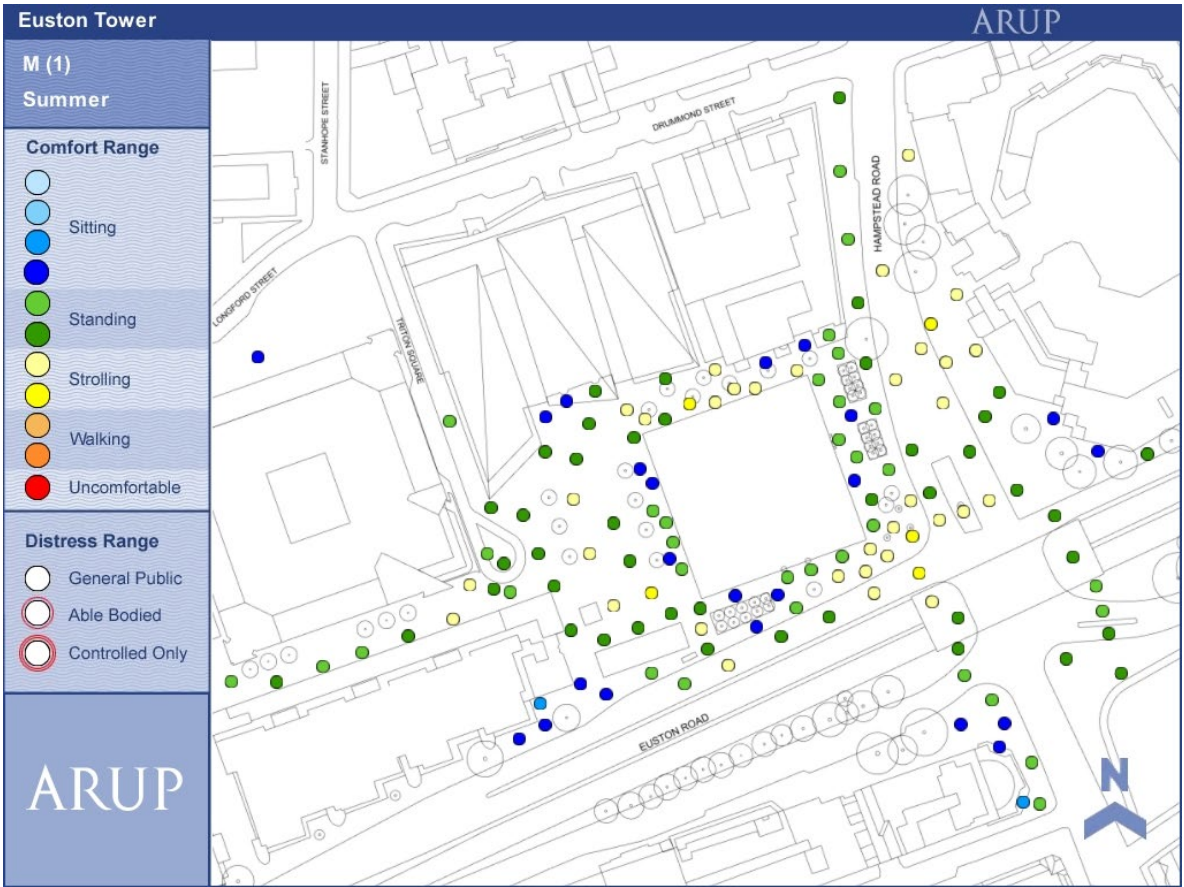 Euston Tower
ARUP
M (1)
Summer
Comfort Range
Sitting
Standing
Strolling
Walking
Uncomfortable
Distress Range
General Public
Able Bodied
Controlled Only
ARUP
STANHOPE STREET
DRUMMOND STREET
HAMPSTEAD ROAD
LONGFORD STREET
TRITON SQUARE
EUSTON ROAD
N